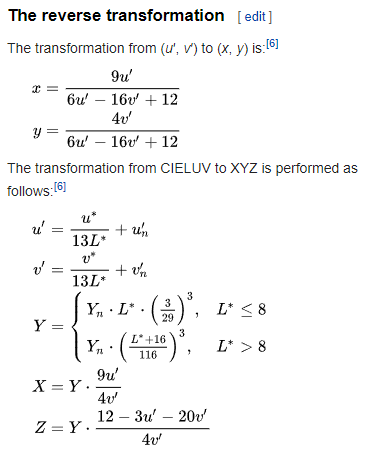 The reverse transformation [ edit ]
The transformation from (u′, v′) to (x, y) is:[6]
x = 9u′ / (6u′ − 16v′ + 12)
y = 4v′ / (6u′ − 16v′ + 12)
The transformation from CIELUV to XYZ is performed as
follows:[6]
u′ = u* / 13L* + u′ₙ
v′ = v* / 13L* + v′ₙ
Y = { Yₙ · L* · (3/29)³, L* ≤ 8
Yₙ · ((L*+16)/116)³, L* > 8
X = Y · 9u′ / 4v′
Z = Y · (12 − 3u′ − 20v′) / 4v′